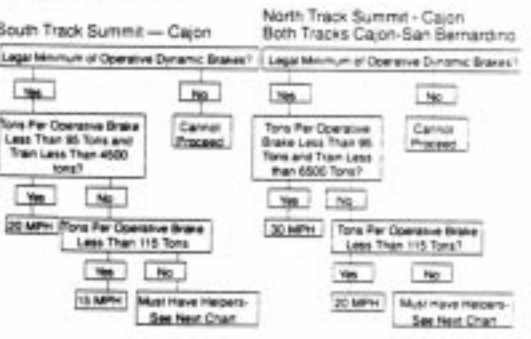 South Track Summit — Cajon
Legal Minimum of Operative Dynamic Brakes?
Yes
No
Tons Per Operative Brake
Less Than 95 Tons and
Train Less Than 4500
tons?
Cannot
Proceed
Yes
No
20 MPH
Tons Per Operative Brake
Less Than 115 Tons
Yes
No
15 MPH
Must Have Helpers-
See Next Chart
North Track Summit - Cajon
Both Tracks Cajon-San Bernardino
Legal Minimum of Operative Dynamic Brakes?
Yes
No
Tons Per Operative
Brake Less Than 95
Tons and Train Less
than 6500 Tons?
Cannot
Proceed
Yes
No
30 MPH
Tons Per Operative Brake
Less Than 115 Tons?
Yes
No
20 MPH
Must Have Helpers-
See Next Chart